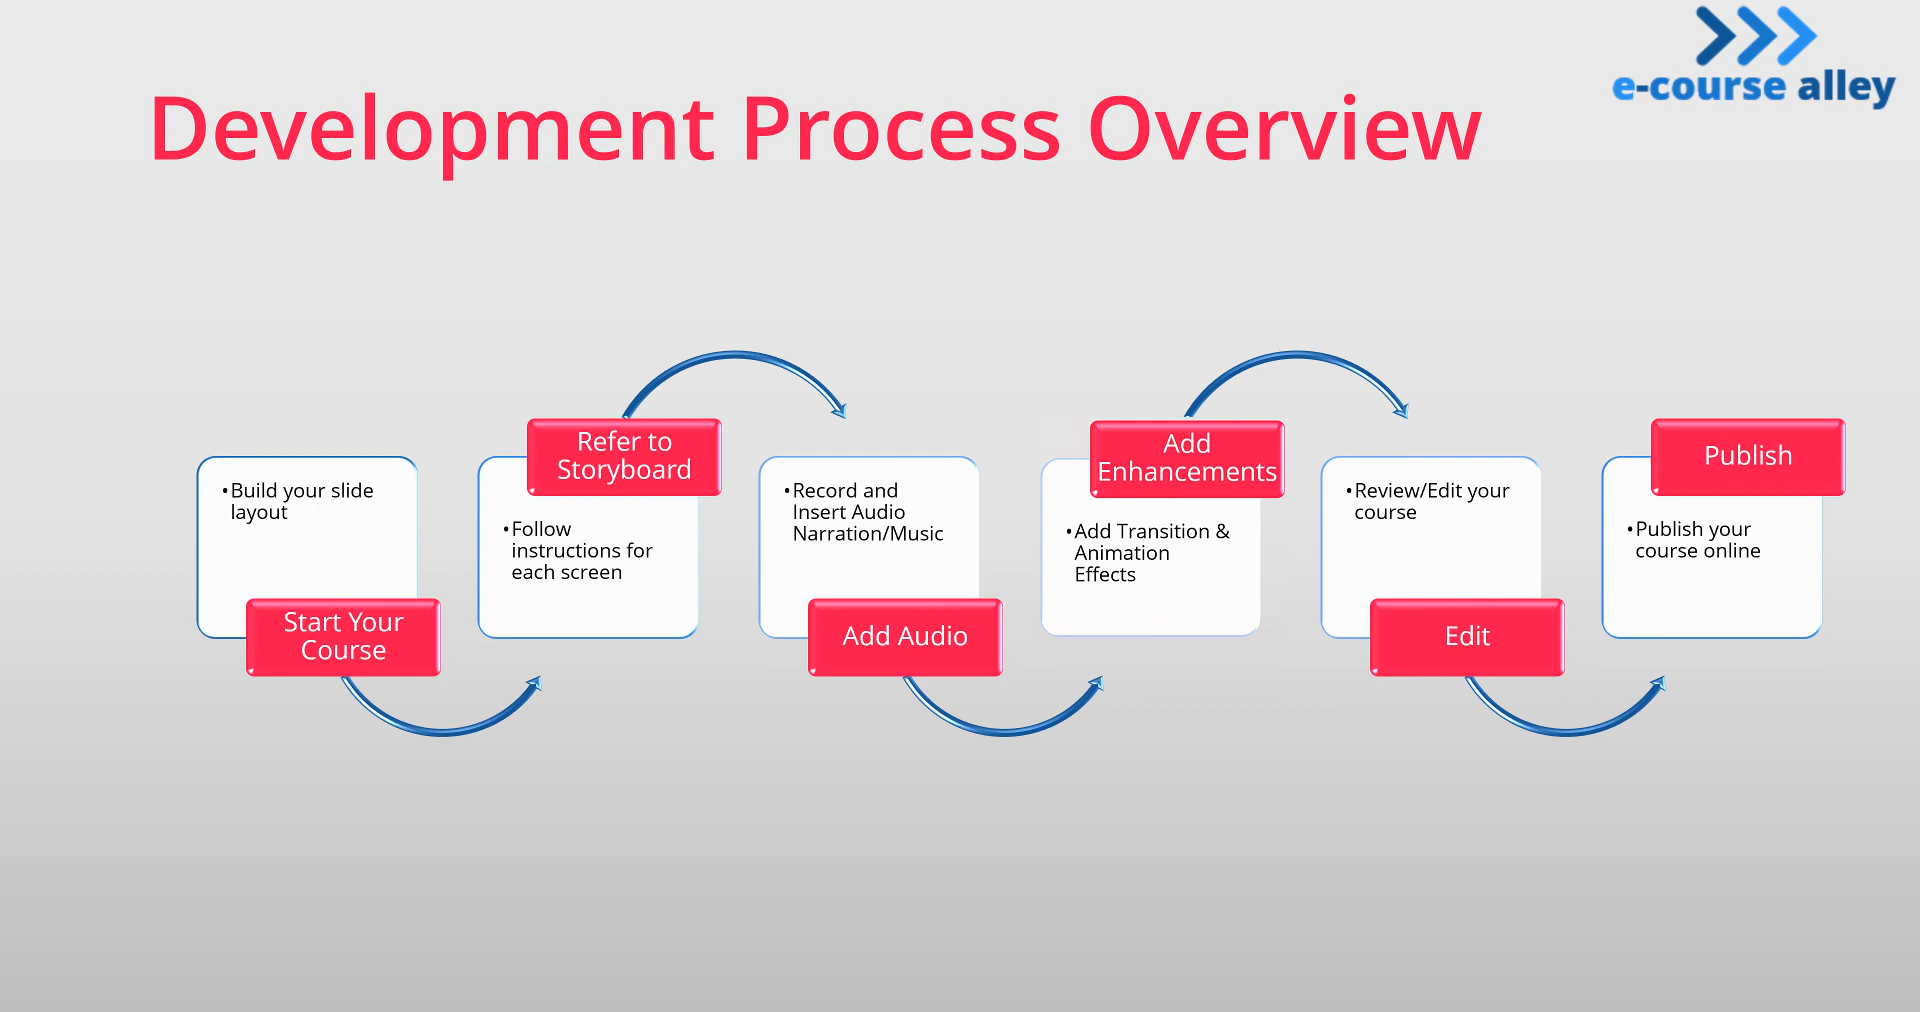 e-course alley
Development Process Overview
•Build your slide
layout
Start Your
Course
Refer to
Storyboard
•Follow
instructions for
each screen
•Record and
Insert Audio
Narration/Music
Add Audio
Add
Enhancements
•Add Transition &
Animation
Effects
•Review/Edit your
course
Edit
Publish
•Publish your
course online